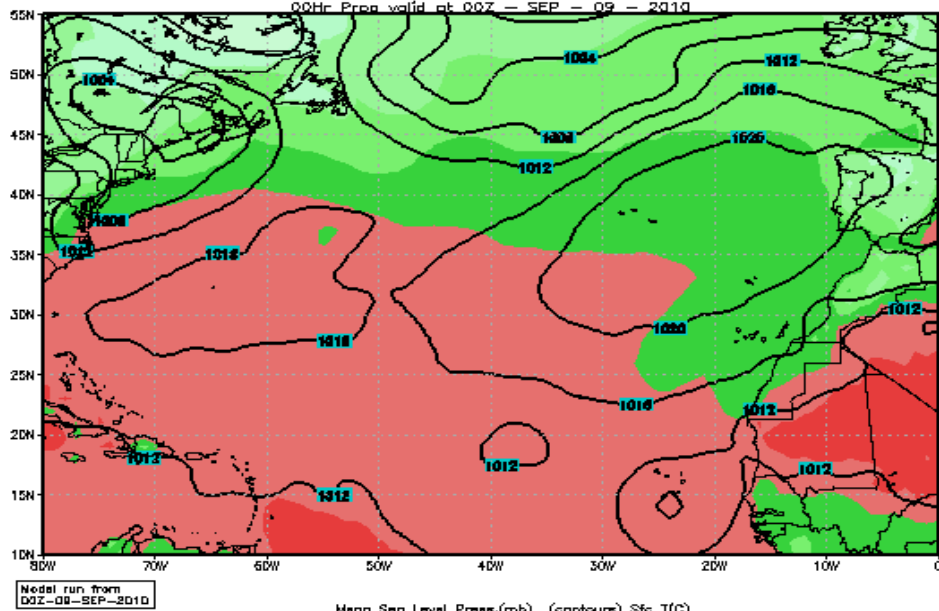 00Hr Prog valid at 00Z – SEP – 09 – 2010
55N
50N
45N
40N
35N
30N
25N
20N
15N
10N
1004
1004
1012
1016
1008
1012
1008
1012
1016
1020
1012
1016
1020
1016
1012
1012
1012
1012
1012
80W
70W
60W
50W
40W
30W
20W
10W
0
Model run from
00Z-09-SEP-2010
Mean Sea Level Press.(mb) (contours) Sfc T(C)